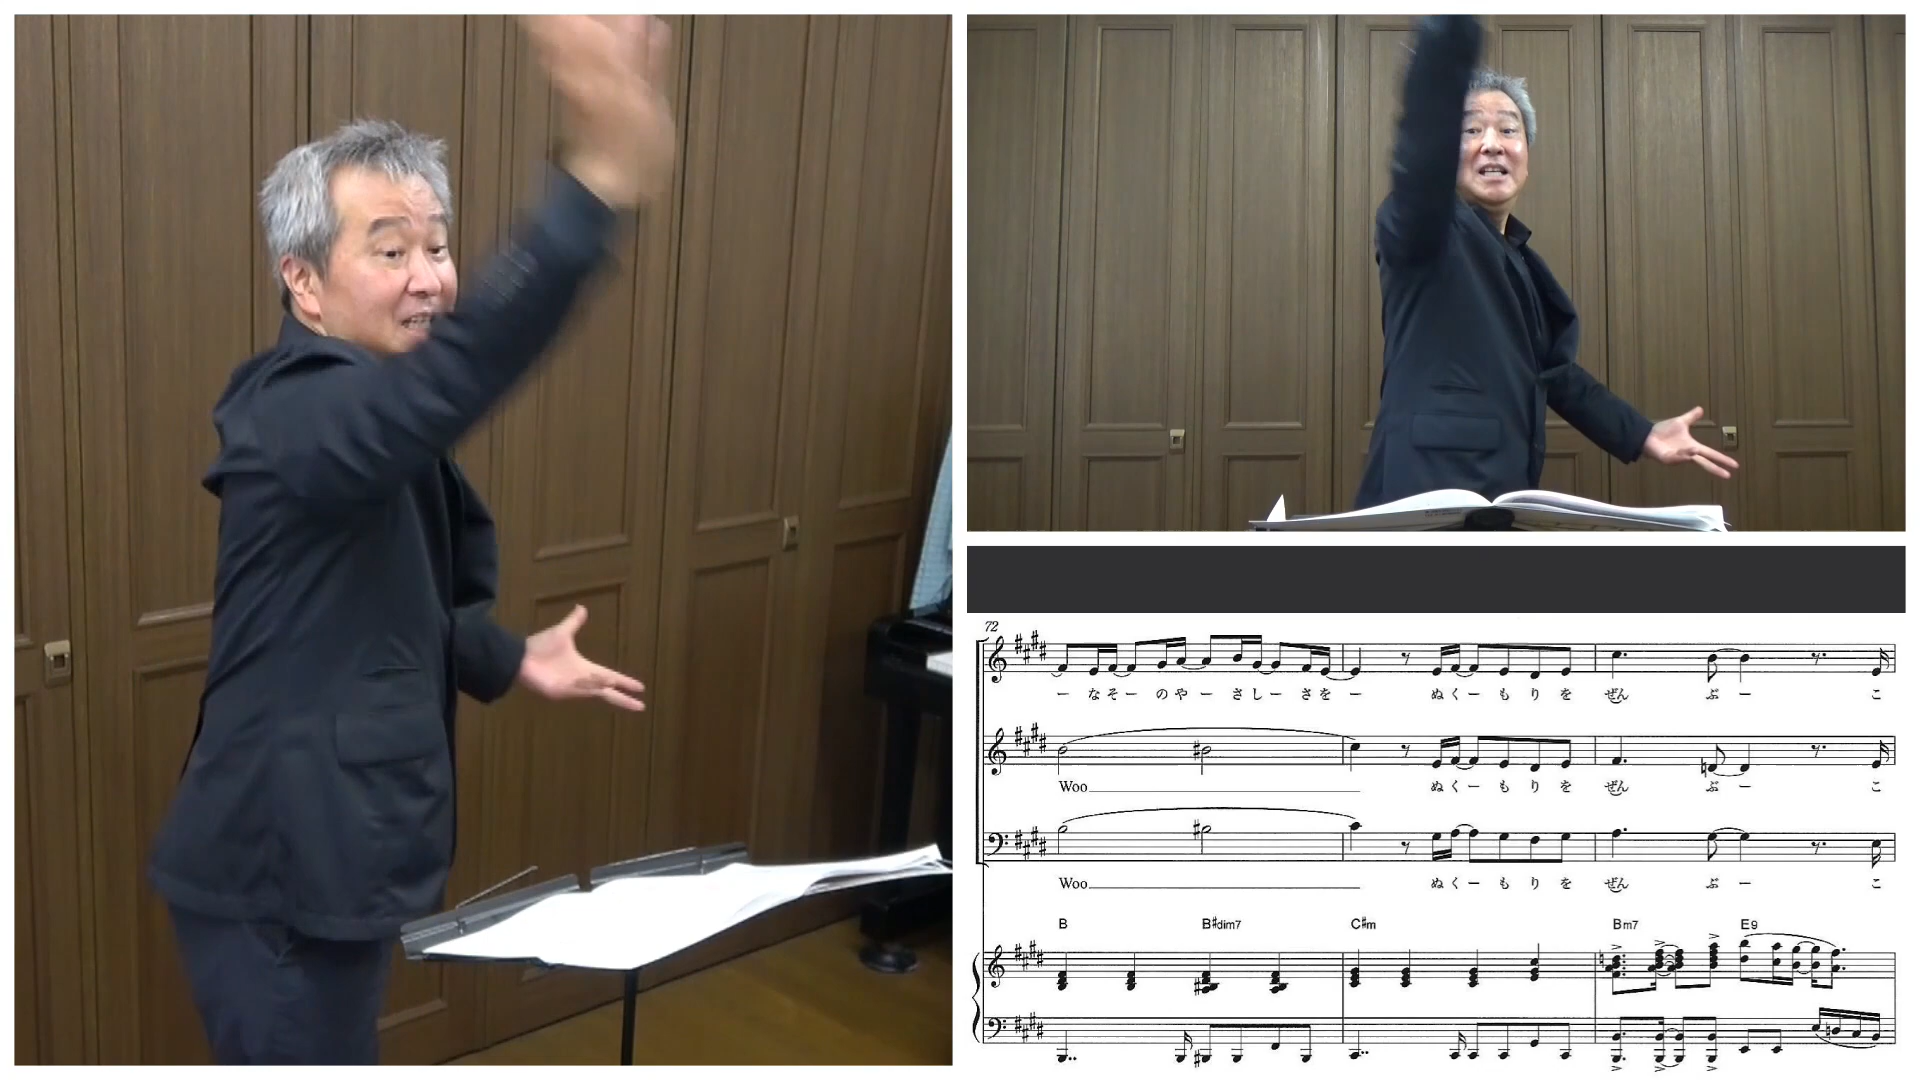 72
ー なそー のや ー さしー さを ー ぬくー もりを ぜん ぶ ー こ
Woo ぬくー もりを ぜん ぶ ー こ
Woo ぬくー もりを ぜん ぶ ー こ
B B♯dim7 C♯m Bm7 E9